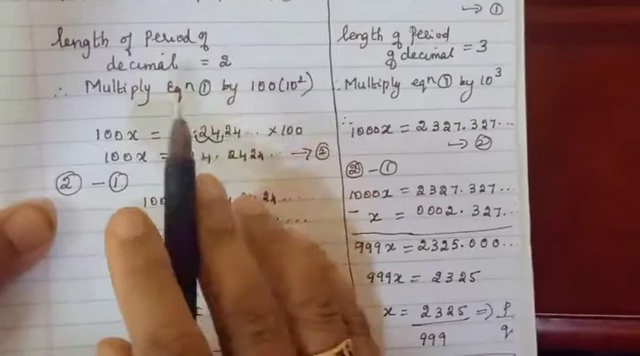 length of Period of
decimal = 2
∴ Multiply Eqn ① by 100(10²)
100x = .2424.. ×100
100x = 4.2424.. → ②
② - ①
→ ①
length of Period
of decimal = 3
∴ Multiply eqn ① by 10³
1000x = 2327.327...
→ ②
② - ①
1000x = 2327.327...
- x = 0002.327...
999x = 2325.000...
999x = 2325
x = 2325 => p
999 q